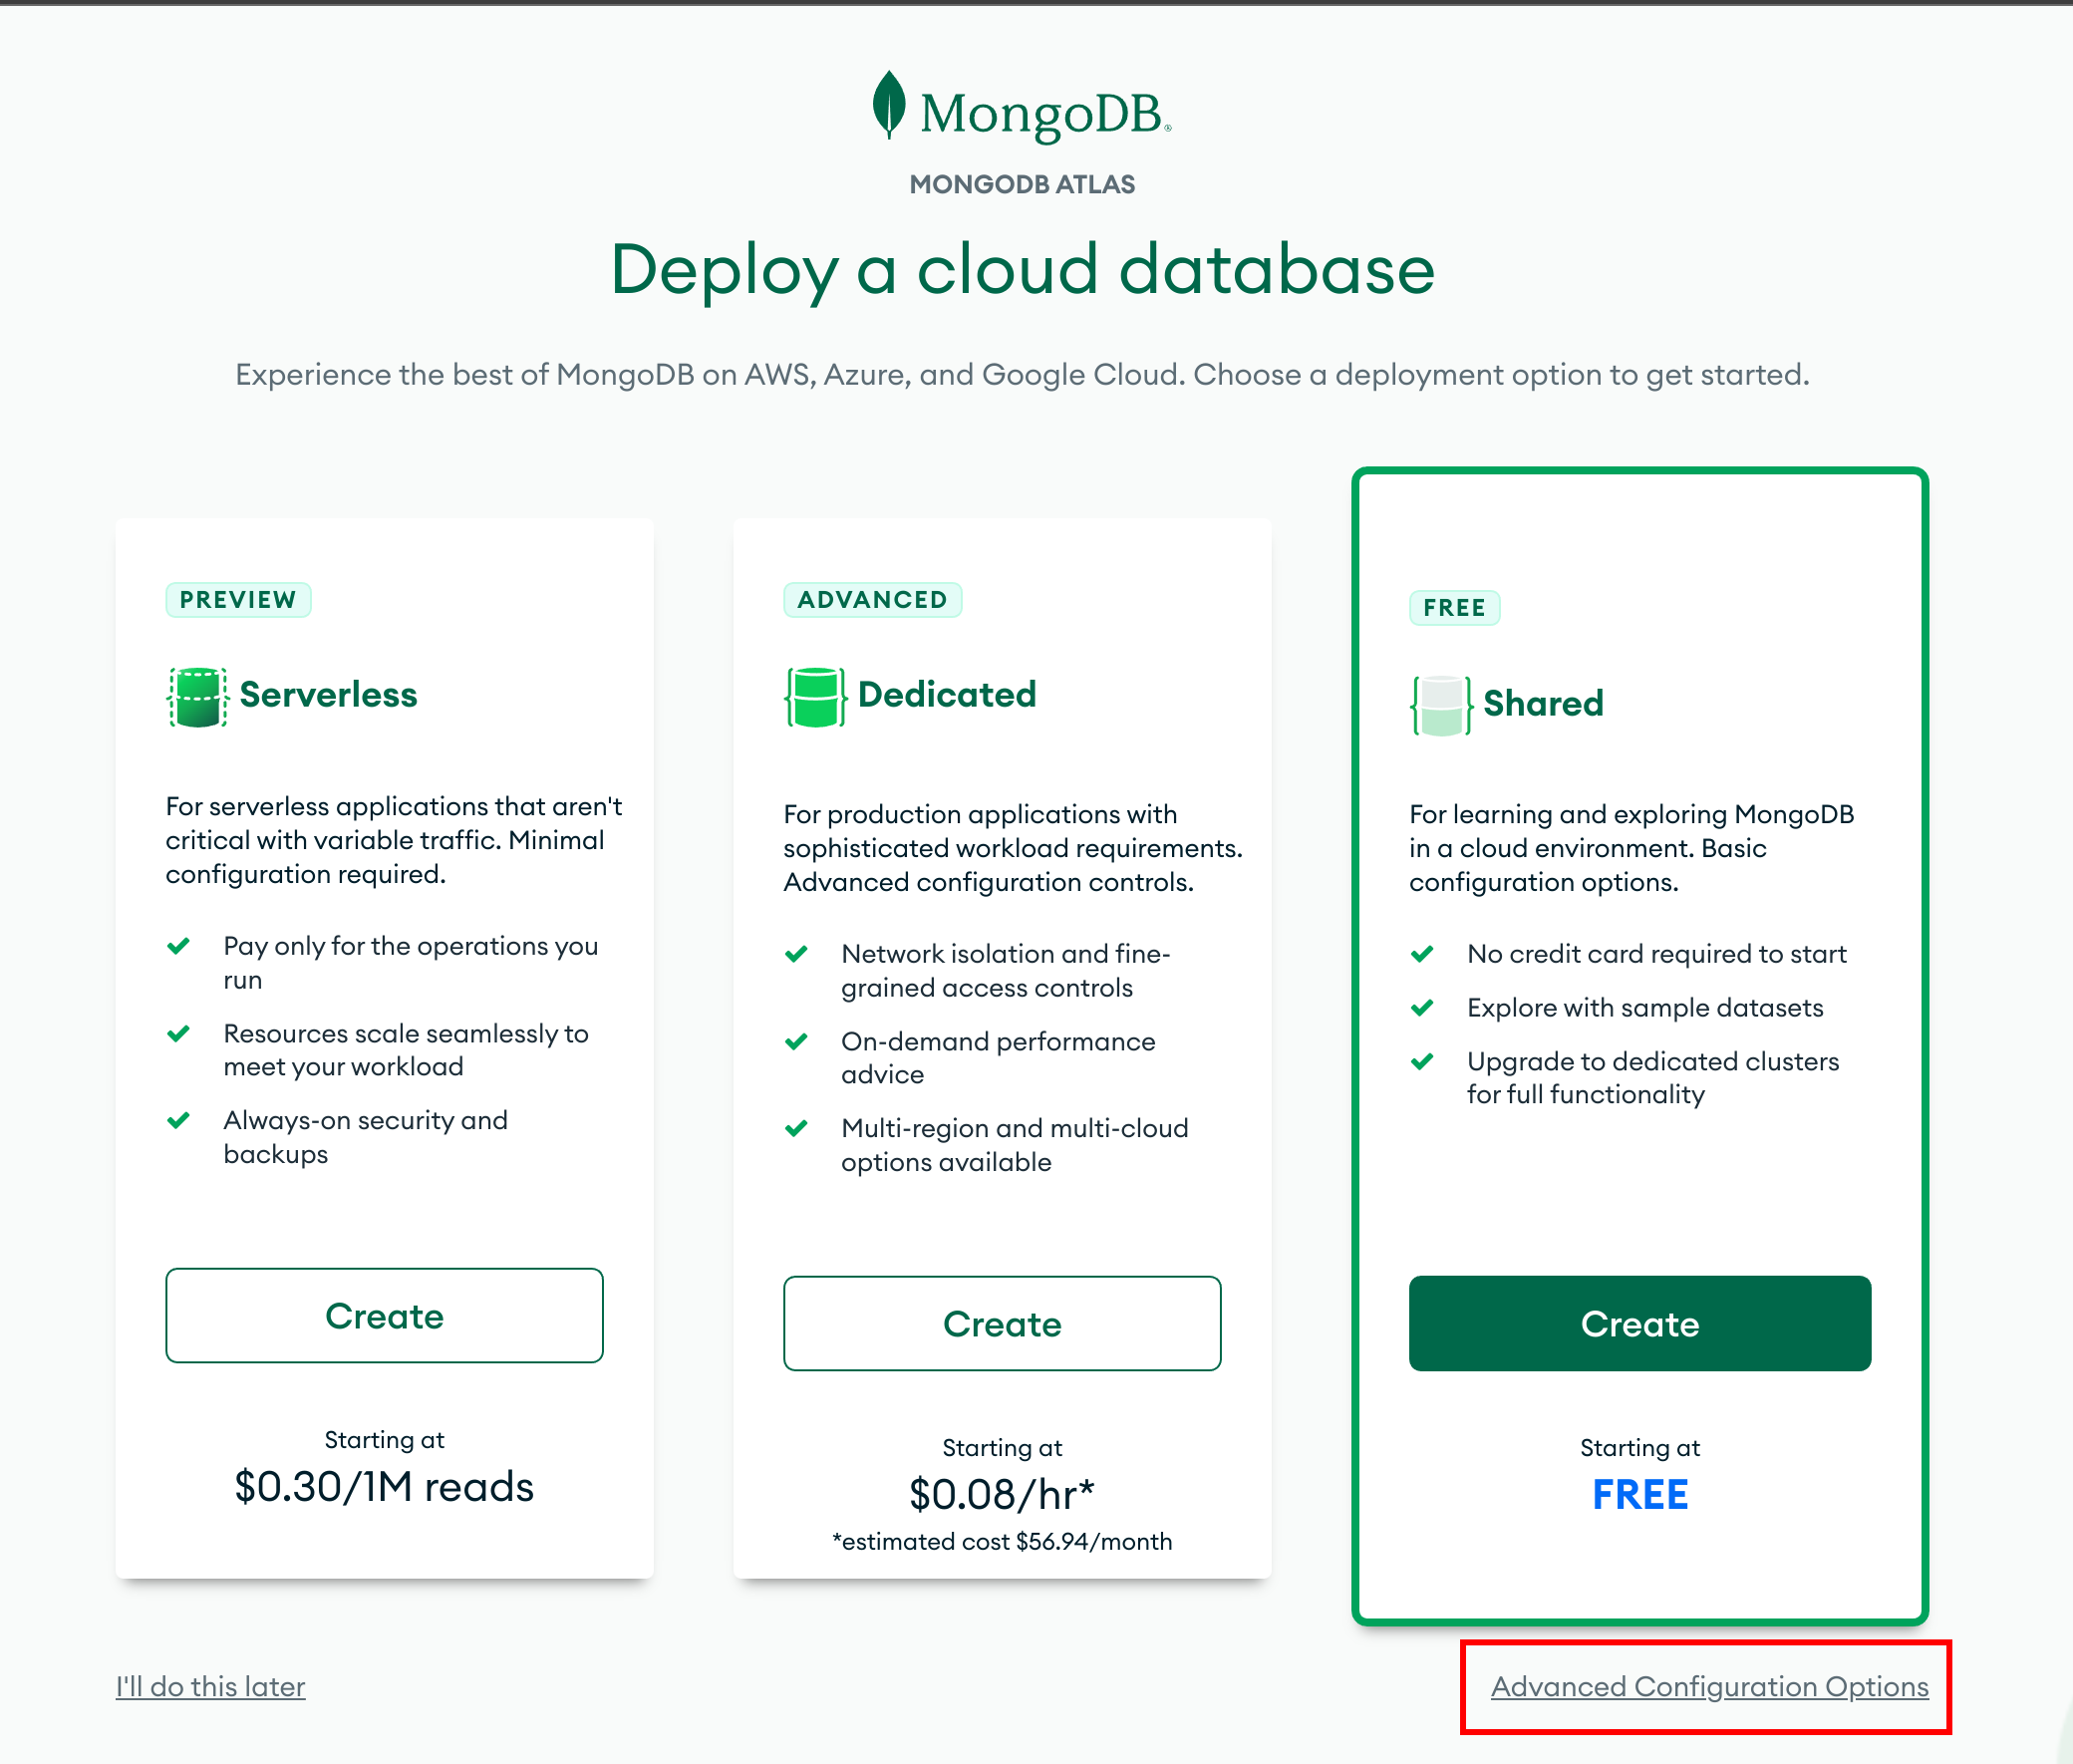 MongoDB®
MONGODB ATLAS
Deploy a cloud database
Experience the best of MongoDB on AWS, Azure, and Google Cloud. Choose a deployment option to get started.
PREVIEW
Serverless
For serverless applications that aren't
critical with variable traffic. Minimal
configuration required.
Pay only for the operations you
run
Resources scale seamlessly to
meet your workload
Always-on security and
backups
Create
Starting at
$0.30/1M reads
ADVANCED
Dedicated
For production applications with
sophisticated workload requirements.
Advanced configuration controls.
Network isolation and fine-
grained access controls
On-demand performance
advice
Multi-region and multi-cloud
options available
Create
Starting at
$0.08/hr*
*estimated cost $56.94/month
FREE
Shared
For learning and exploring MongoDB
in a cloud environment. Basic
configuration options.
No credit card required to start
Explore with sample datasets
Upgrade to dedicated clusters
for full functionality
Create
Starting at
FREE
I'll do this later
Advanced Configuration Options